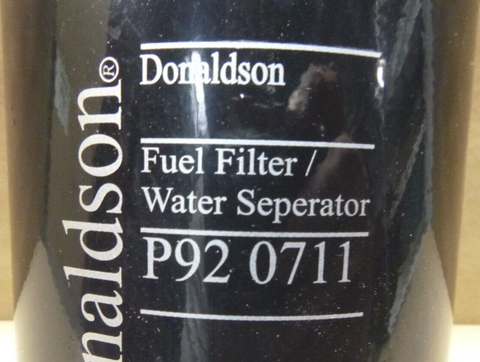 Donaldson
Fuel Filter /
Water Seperator
P92 0711
naldson®